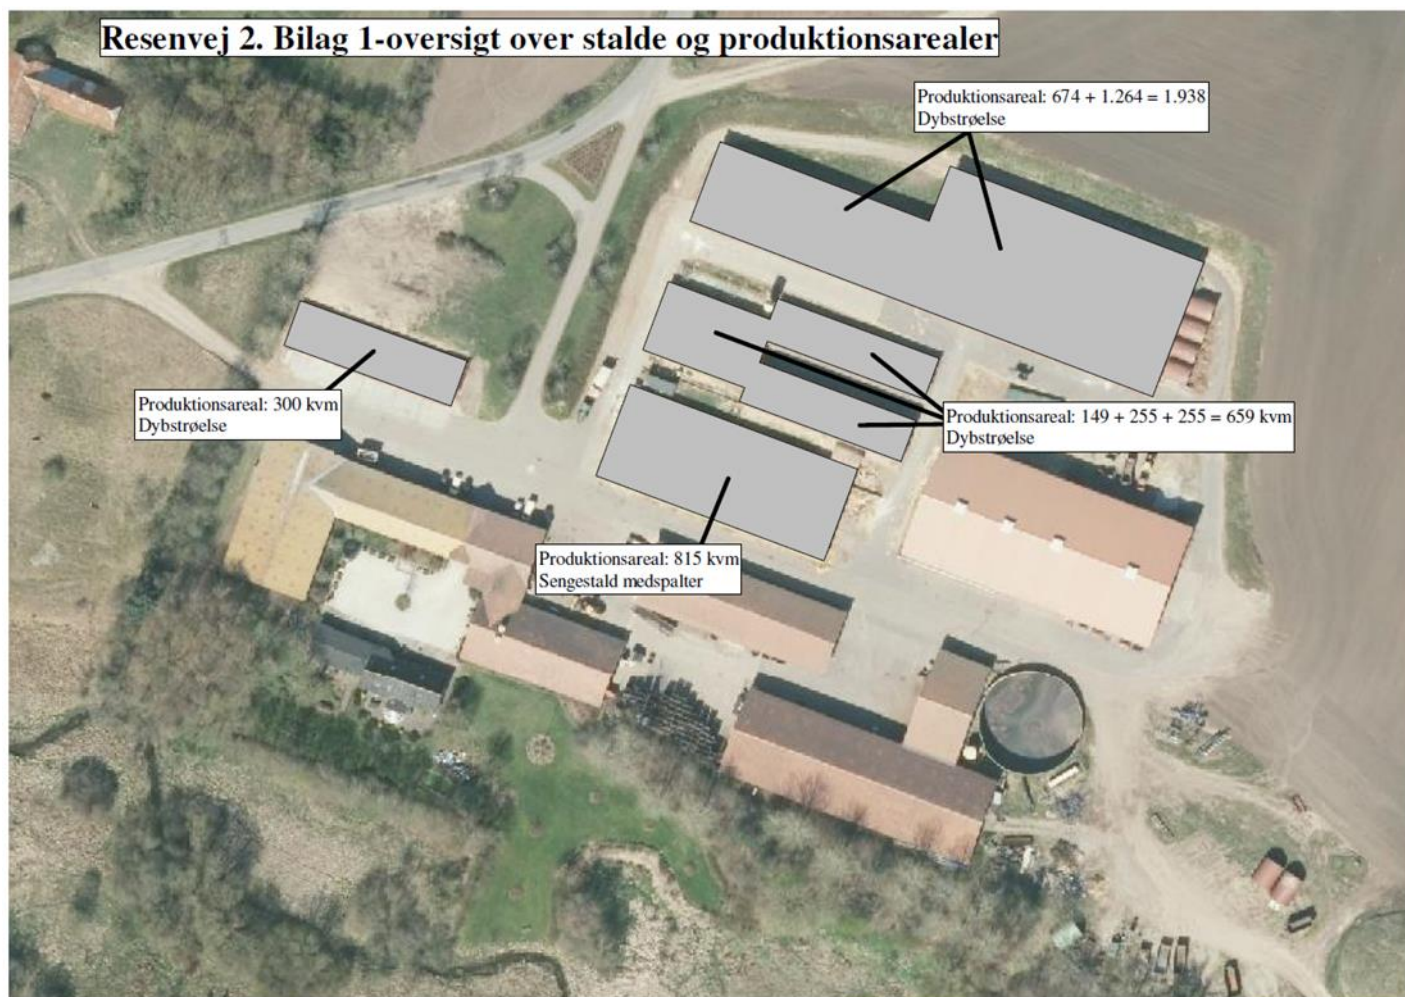 Resenvej 2. Bilag 1-oversigt over stalde og produktionsarealer
Produktionsareal: 674 + 1.264 = 1.938
Dybstrøelse
Produktionsareal: 300 kvm
Dybstrøelse
Produktionsareal: 149 + 255 + 255 = 659 kvm
Dybstrøelse
Produktionsareal: 815 kvm
Sengestald medspalter